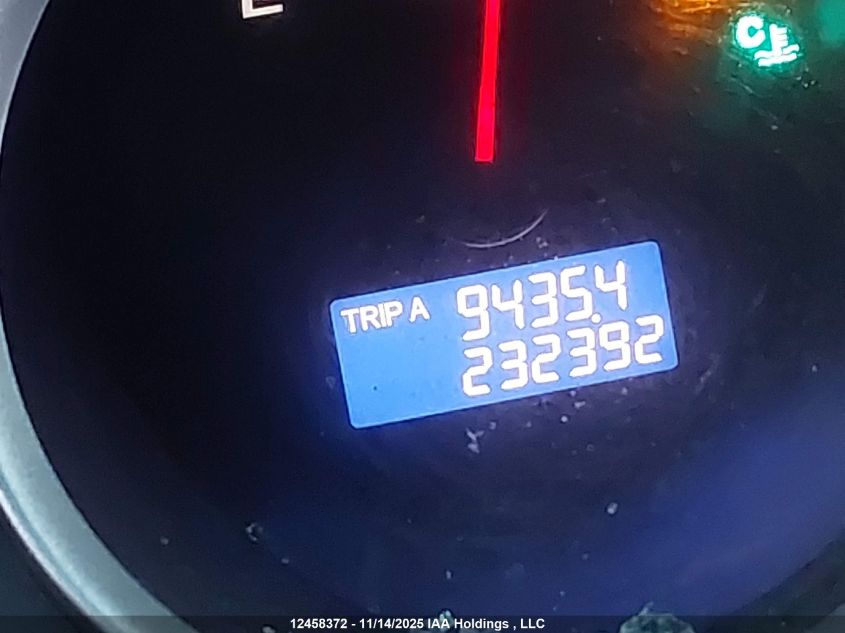 E
C
TRIP A 9435.4
232392
12458372 - 11/14/2025 IAA Holdings , LLC